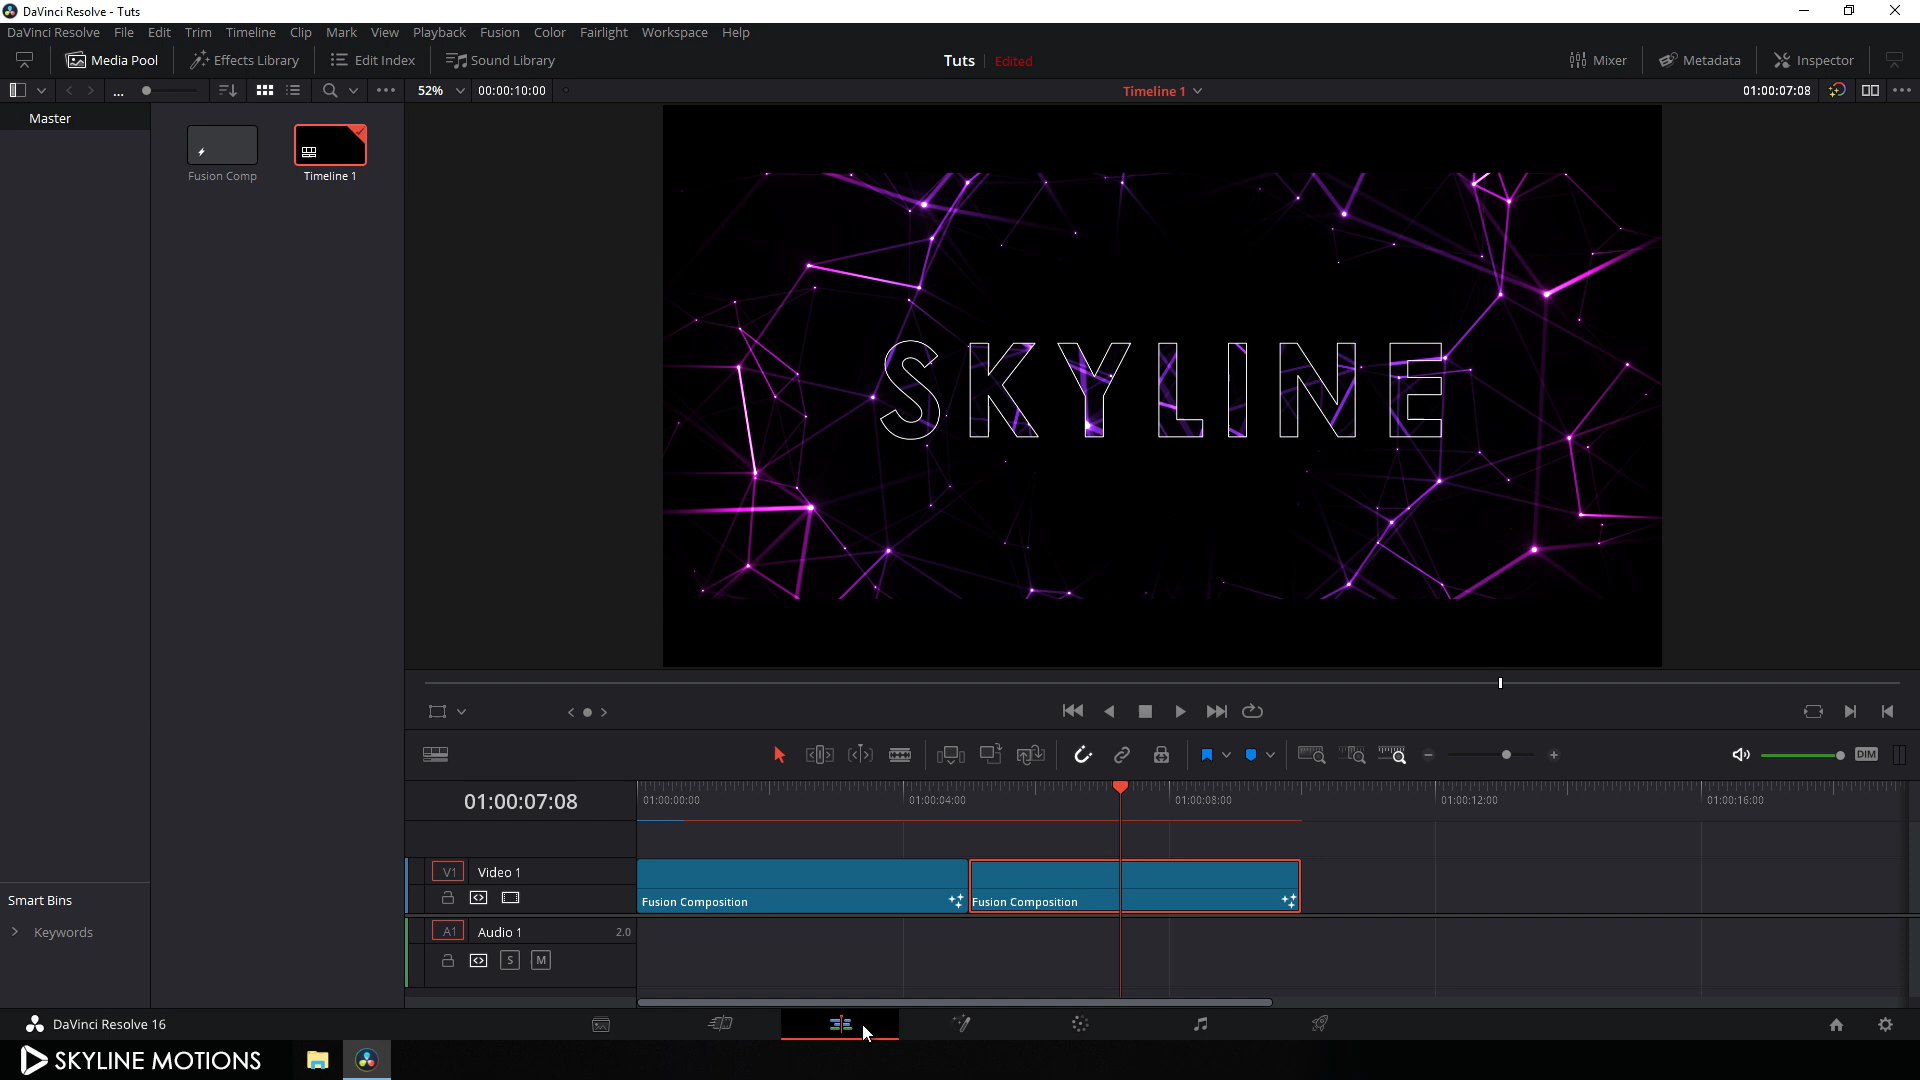 DaVinci Resolve - Tuts
DaVinci Resolve File Edit Trim Timeline Clip Mark View Playback Fusion Color Fairlight Workspace Help
Media Pool Effects Library Edit Index Sound Library Tuts Edited Mixer Metadata Inspector
... 52% 00:00:10:00 Timeline 1 01:00:07:08
Master
Fusion Comp Timeline 1
SKYLINE
DIM
01:00:07:08 01:00:00:00 01:00:04:00 01:00:08:00 01:00:12:00 01:00:16:00
V1 Video 1
Fusion Composition Fusion Composition
Smart Bins
A1 Audio 1 2.0
Keywords
S M
DaVinci Resolve 16
SKYLINE MOTIONS